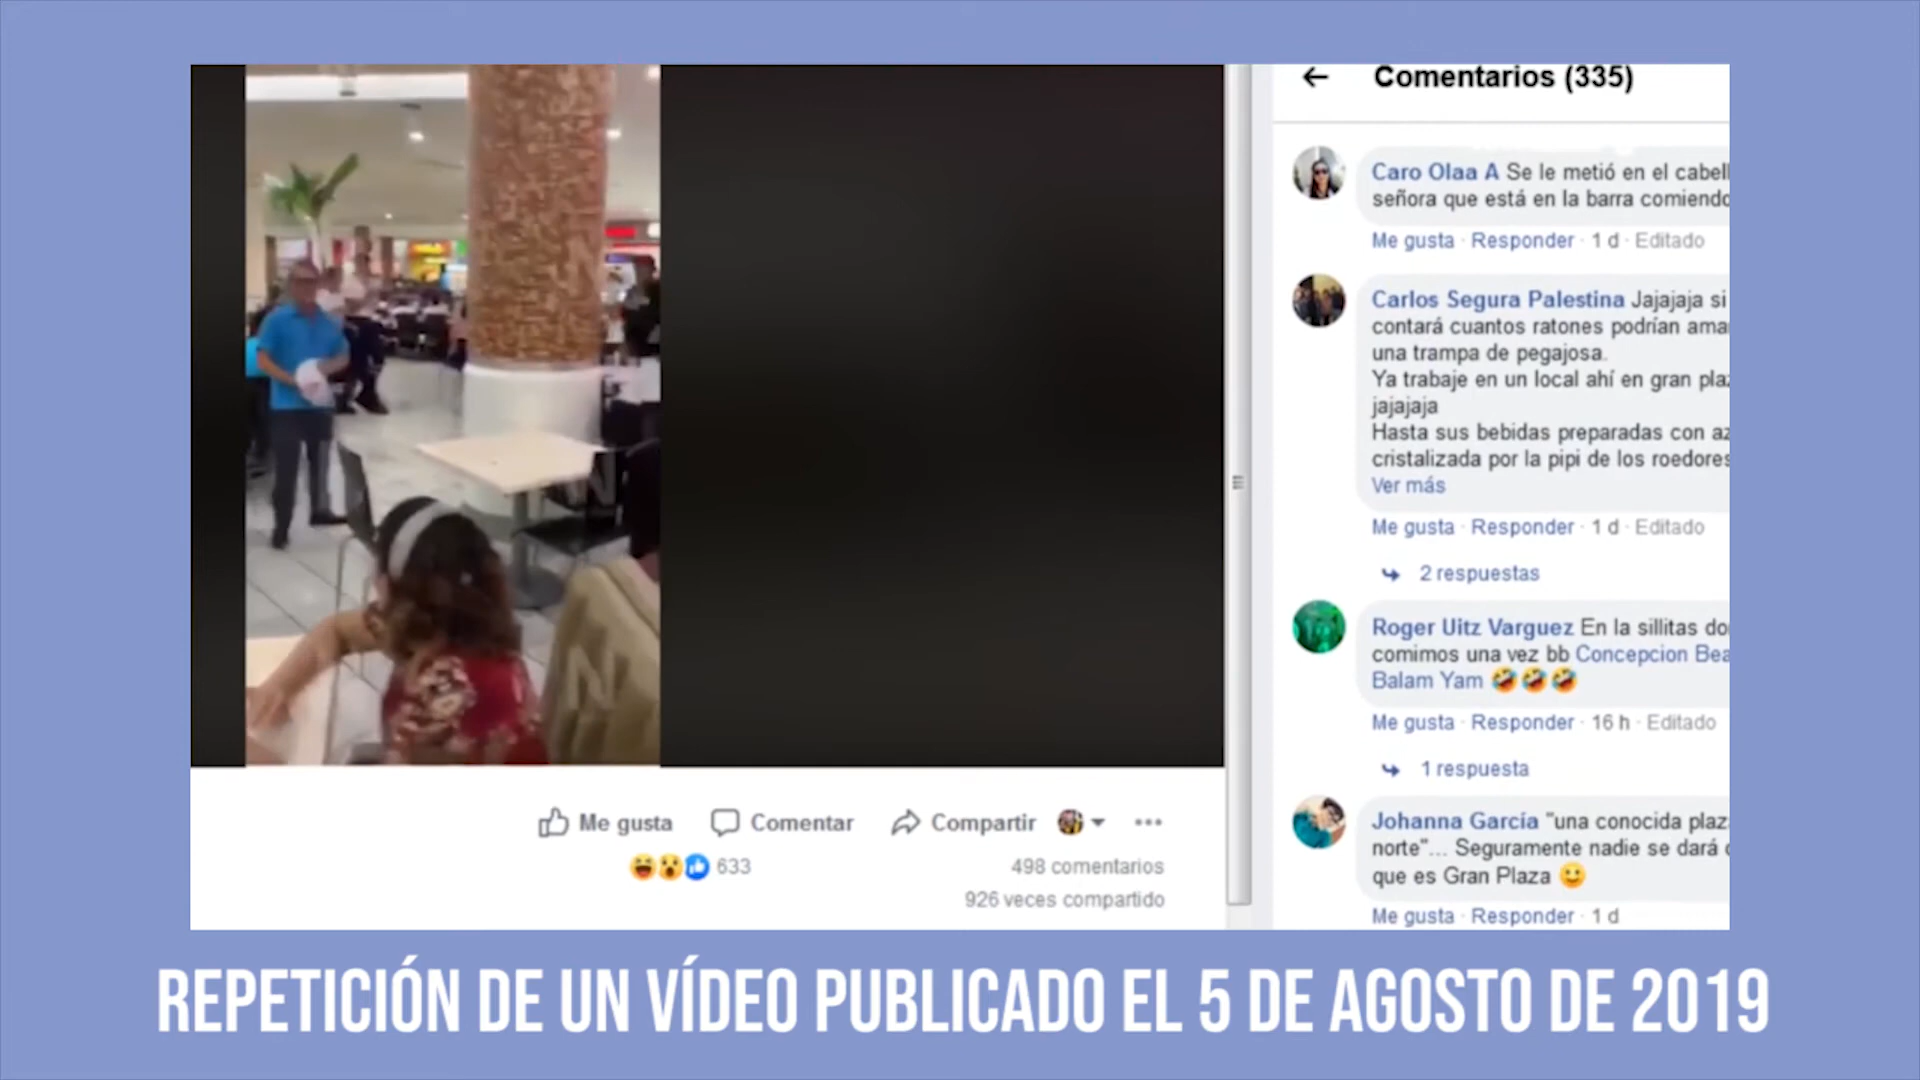 Comentarios (335)
Caro Olaa A Se le metió en el cabell
señora que está en la barra comiendo
Me gusta · Responder · 1 d · Editado
Carlos Segura Palestina Jajajaja si
contará cuantos ratones podrían ama
una trampa de pegajosa.
Ya trabaje en un local ahí en gran plaz
jajajaja
Hasta sus bebidas preparadas con az
cristalizada por la pipi de los roedores
Ver más
Me gusta · Responder · 1 d · Editado
2 respuestas
Roger Uitz Varguez En la sillitas do
comimos una vez bb Concepcion Bea
Balam Yam 🤣🤣🤣
Me gusta · Responder · 16 h · Editado
1 respuesta
Johanna García "una conocida plaz
norte"... Seguramente nadie se dará c
que es Gran Plaza 🙂
Me gusta · Responder · 1 d
Me gusta Comentar Compartir
633 498 comentarios
926 veces compartido
REPETICIÓN DE UN VÍDEO PUBLICADO EL 5 DE AGOSTO DE 2019